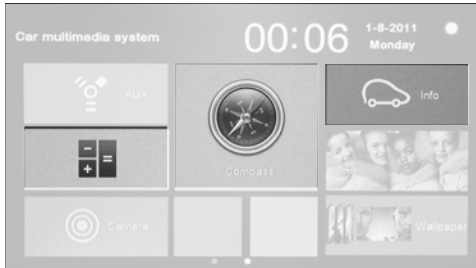 Car multimedia system
00:06
1-8-2011
Monday
AUX
Info
Compass
Camera
Wallpaper